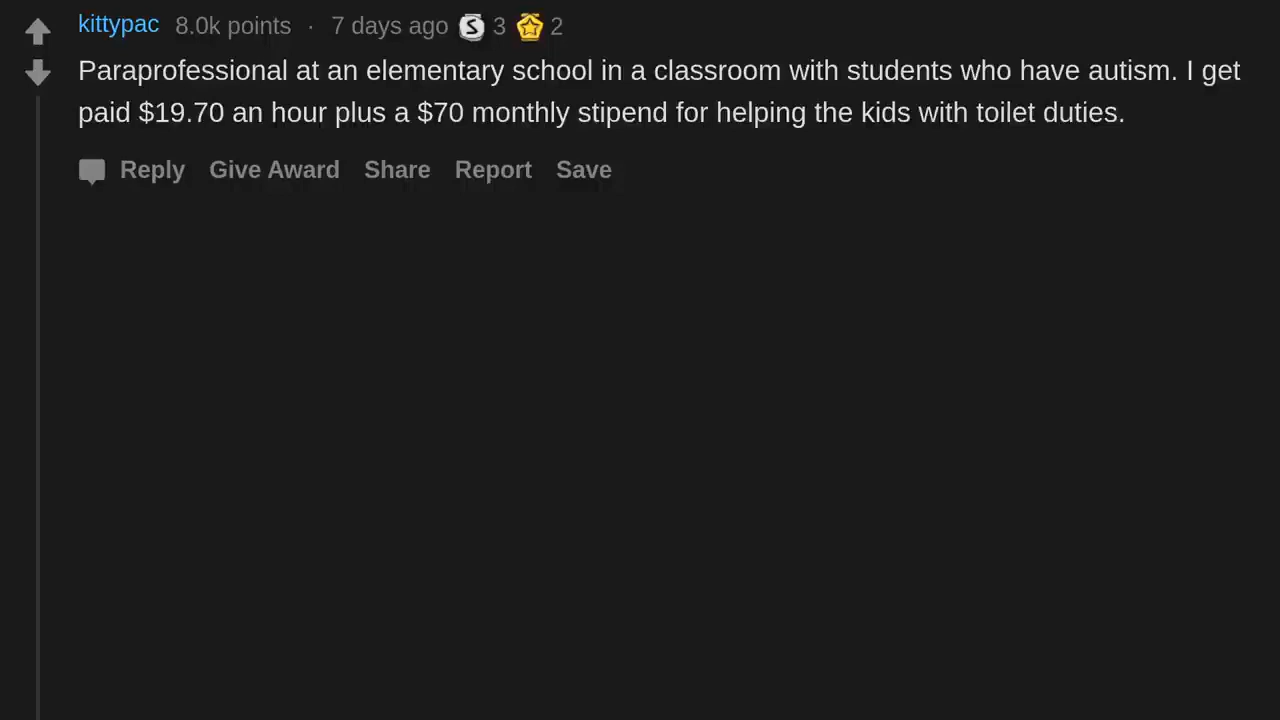 kittypac 8.0k points · 7 days ago S 3 2
Paraprofessional at an elementary school in a classroom with students who have autism. I get
paid $19.70 an hour plus a $70 monthly stipend for helping the kids with toilet duties.
Reply Give Award Share Report Save